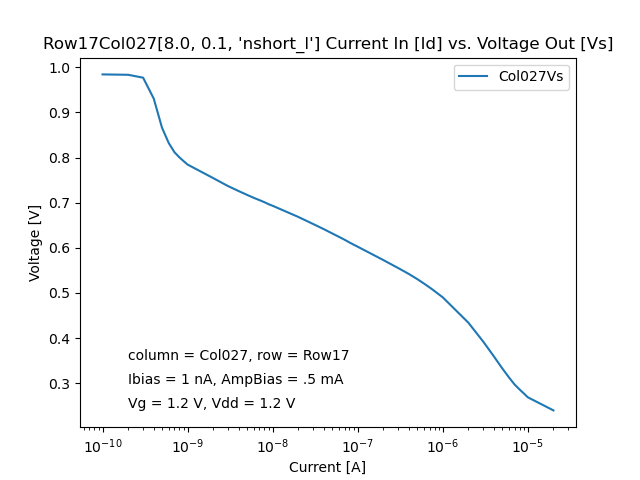 Row17Col027[8.0, 0.1, 'nshort_l'] Current In [Id] vs. Voltage Out [Vs]
Col027Vs
1.0
0.9
0.8
0.7
0.6
0.5
0.4
0.3
Voltage [V]
column = Col027, row = Row17
Ibias = 1 nA, AmpBias = .5 mA
Vg = 1.2 V, Vdd = 1.2 V
10⁻¹⁰ 10⁻⁹ 10⁻⁸ 10⁻⁷ 10⁻⁶ 10⁻⁵
Current [A]